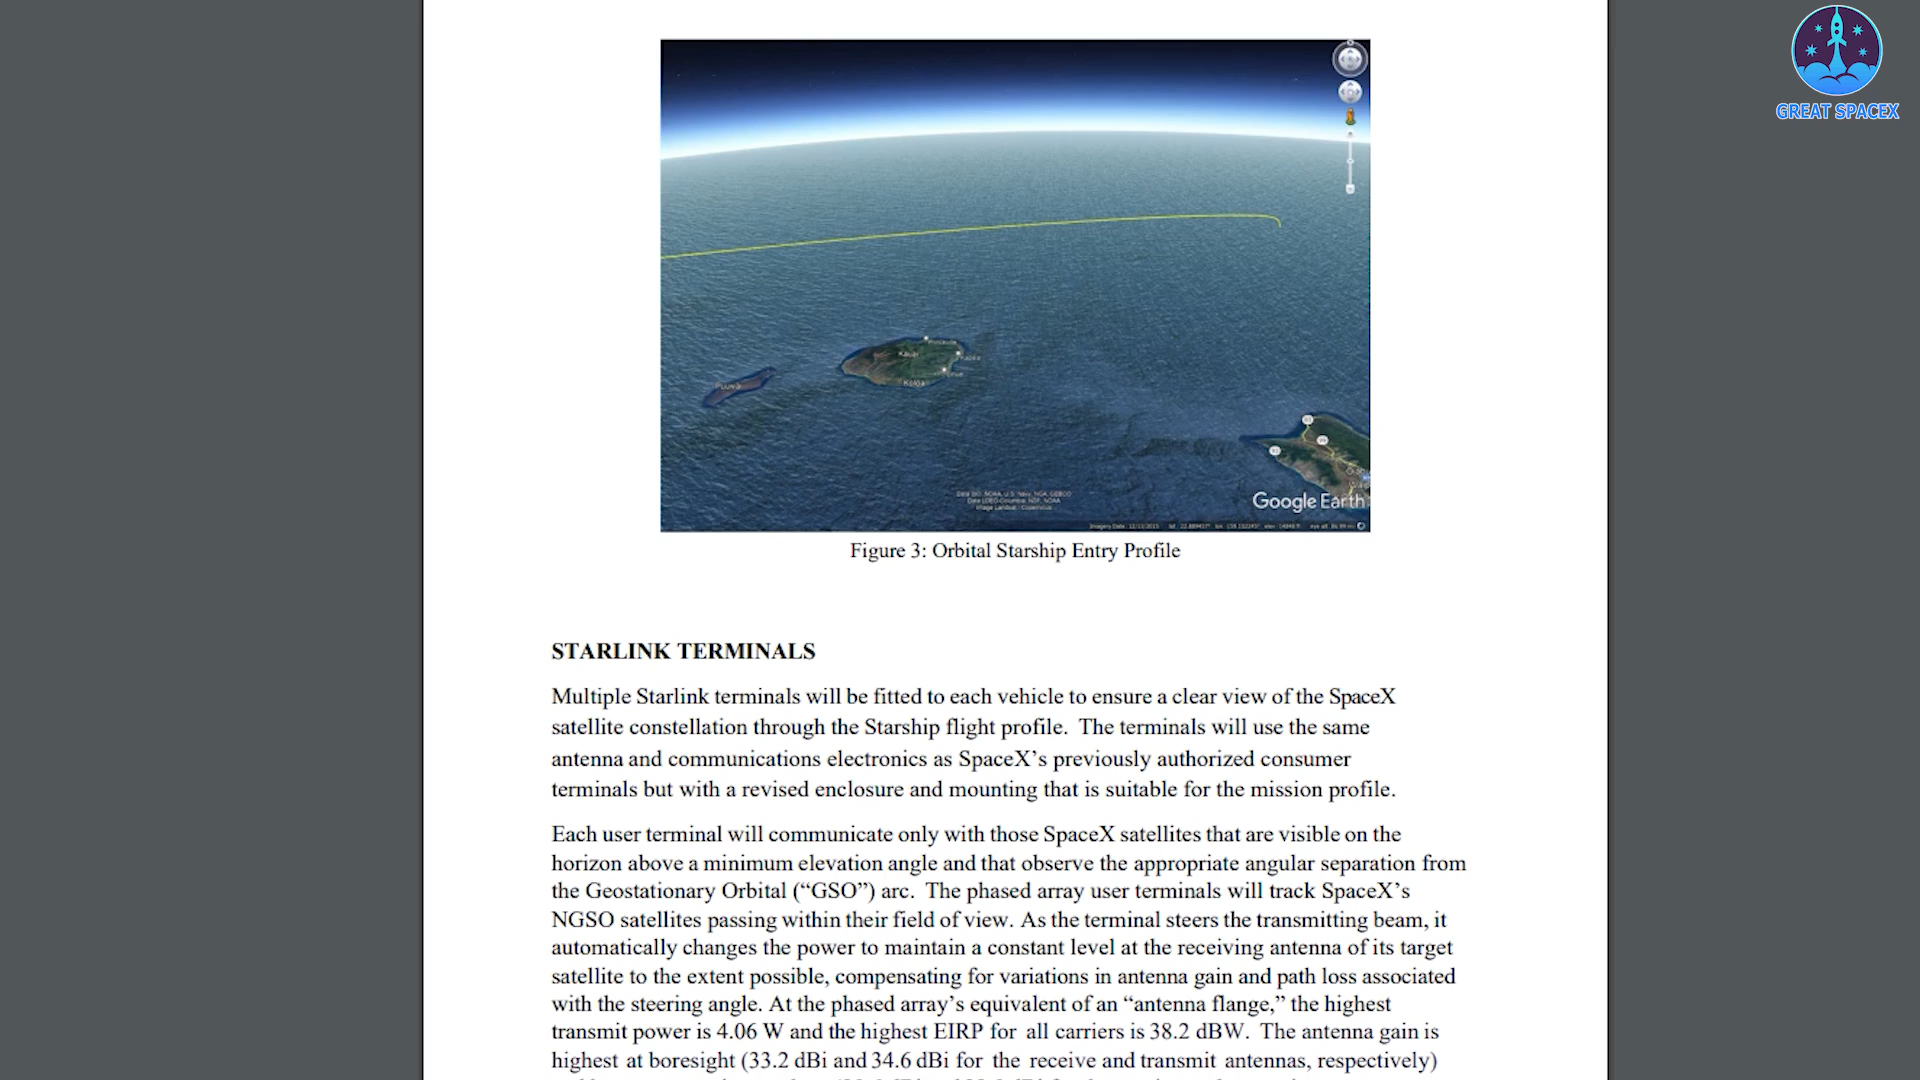 GREAT SPACEX
Kauai
Kapaa
Koloa
Puuwai
Google Earth
Figure 3: Orbital Starship Entry Profile
STARLINK TERMINALS
Multiple Starlink terminals will be fitted to each vehicle to ensure a clear view of the SpaceX
satellite constellation through the Starship flight profile. The terminals will use the same
antenna and communications electronics as SpaceX’s previously authorized consumer
terminals but with a revised enclosure and mounting that is suitable for the mission profile.
Each user terminal will communicate only with those SpaceX satellites that are visible on the
horizon above a minimum elevation angle and that observe the appropriate angular separation from
the Geostationary Orbital (“GSO”) arc. The phased array user terminals will track SpaceX’s
NGSO satellites passing within their field of view. As the terminal steers the transmitting beam, it
automatically changes the power to maintain a constant level at the receiving antenna of its target
satellite to the extent possible, compensating for variations in antenna gain and path loss associated
with the steering angle. At the phased array’s equivalent of an “antenna flange,” the highest
transmit power is 4.06 W and the highest EIRP for all carriers is 38.2 dBW. The antenna gain is
highest at boresight (33.2 dBi and 34.6 dBi for the receive and transmit antennas, respectively)